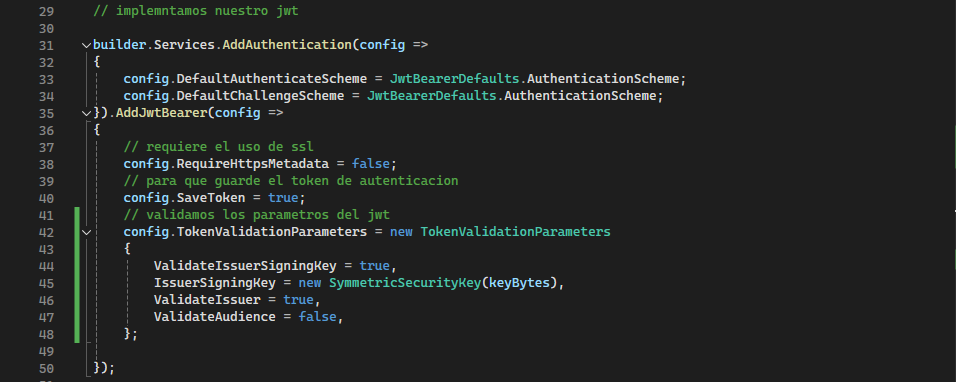 29 // implemntamos nuestro jwt
30
31 builder.Services.AddAuthentication(config =>
32 {
33 config.DefaultAuthenticateScheme = JwtBearerDefaults.AuthenticationScheme;
34 config.DefaultChallengeScheme = JwtBearerDefaults.AuthenticationScheme;
35 }).AddJwtBearer(config =>
36 {
37 // requiere el uso de ssl
38 config.RequireHttpsMetadata = false;
39 // para que guarde el token de autenticacion
40 config.SaveToken = true;
41 // validamos los parametros del jwt
42 config.TokenValidationParameters = new TokenValidationParameters
43 {
44 ValidateIssuerSigningKey = true,
45 IssuerSigningKey = new SymmetricSecurityKey(keyBytes),
46 ValidateIssuer = true,
47 ValidateAudience = false,
48 };
49
50 });